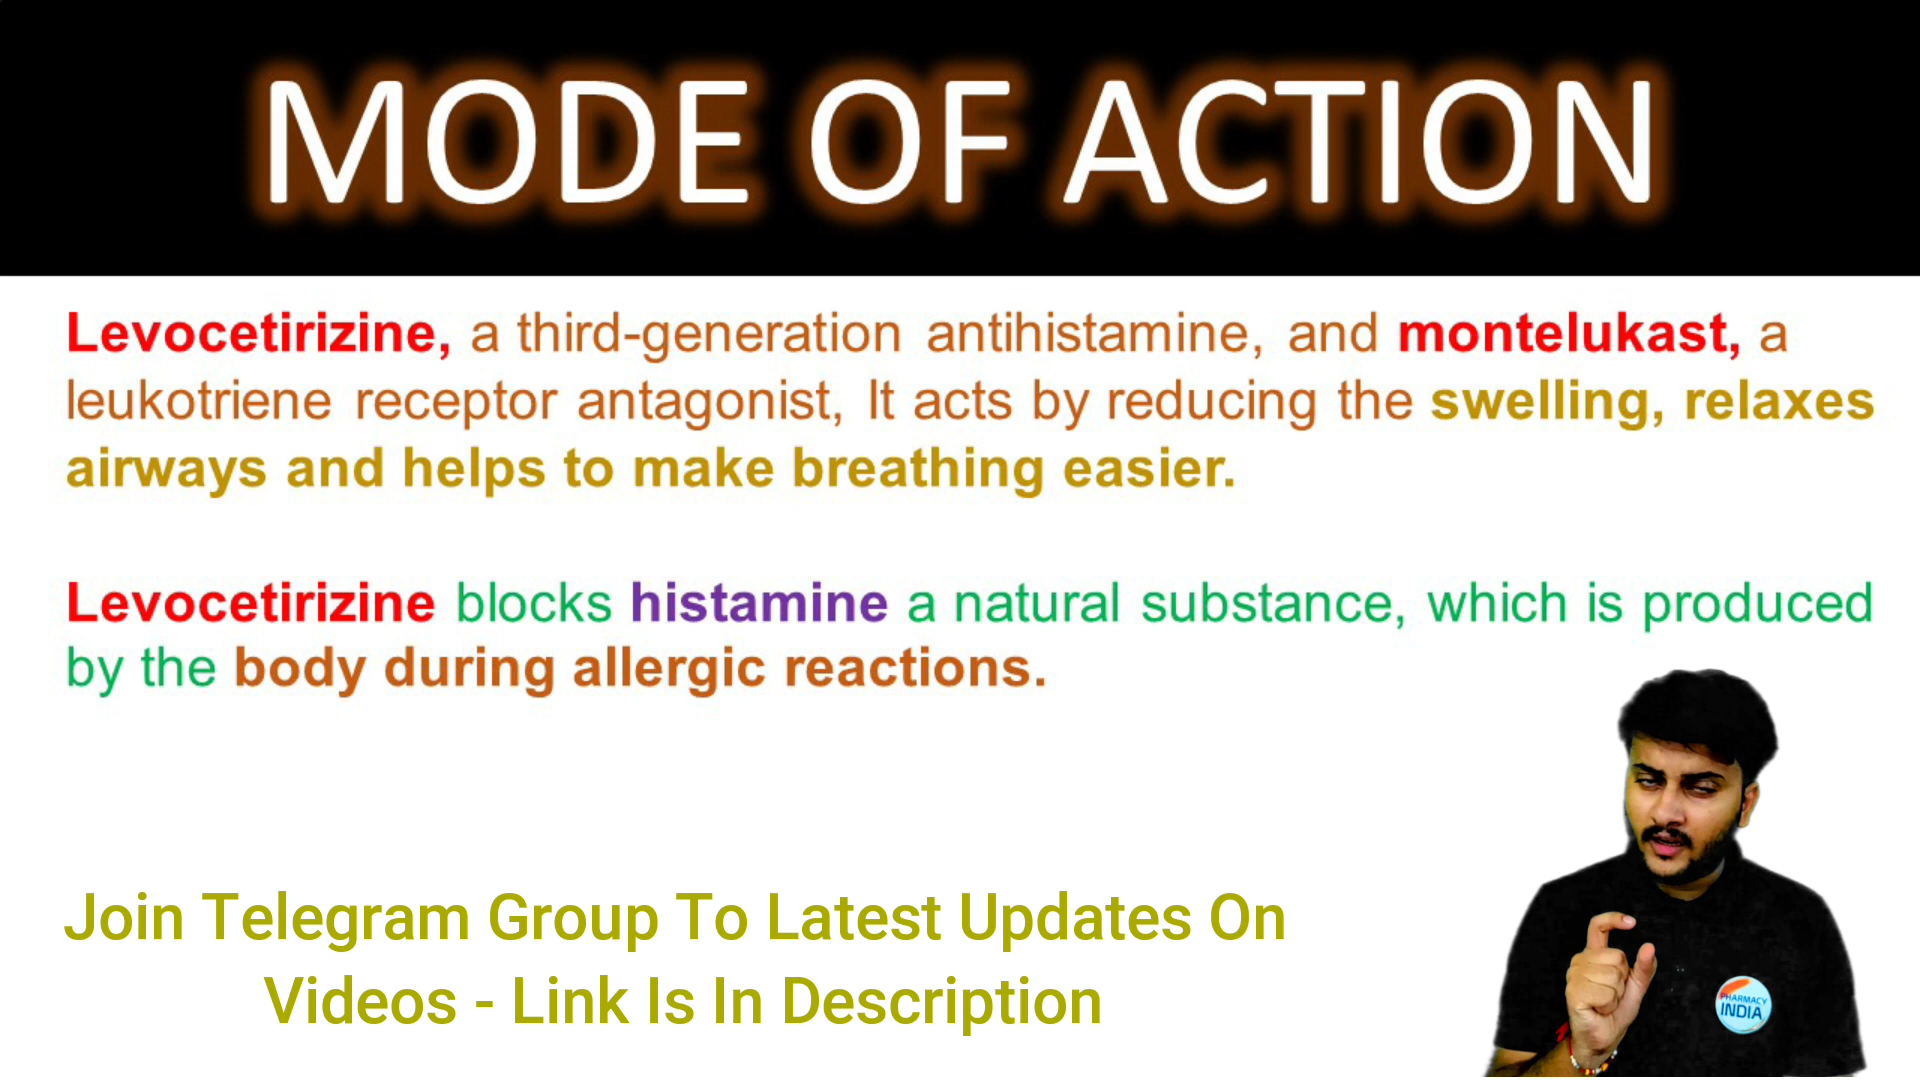 MODE OF ACTION
Levocetirizine, a third-generation antihistamine, and montelukast, a
leukotriene receptor antagonist, It acts by reducing the swelling, relaxes
airways and helps to make breathing easier.
Levocetirizine blocks histamine a natural substance, which is produced
by the body during allergic reactions.
Join Telegram Group To Latest Updates On
Videos - Link Is In Description
PHARMACY
INDIA